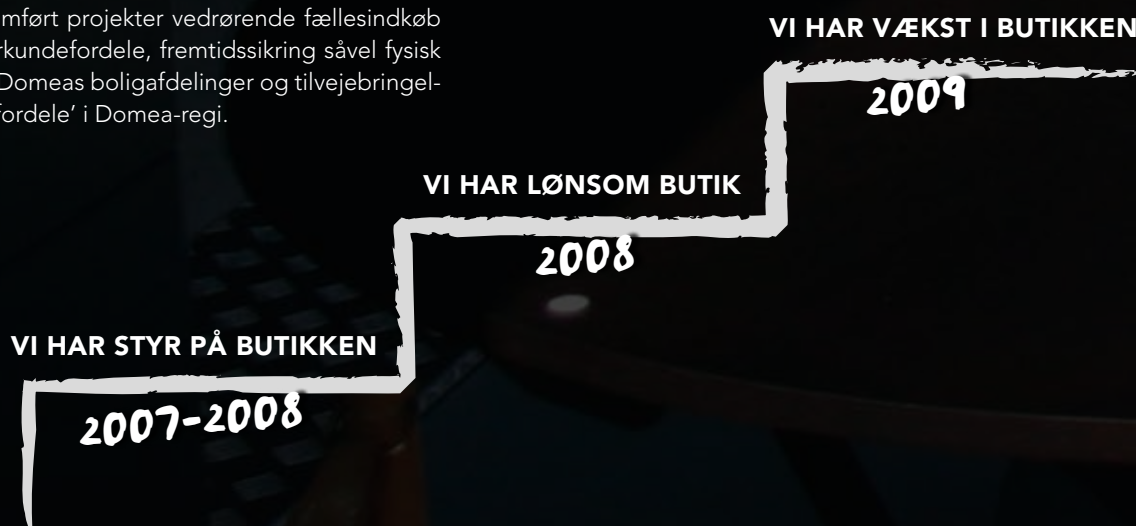 mført projekter vedrørende fællesindkøb
rkundefordele, fremtidssikring såvel fysisk
Domeas boligafdelinger og tilvejebringel-
fordele’ i Domea-regi.
VI HAR VÆKST I BUTIKKEN
2009
VI HAR LØNSOM BUTIK
2008
VI HAR STYR PÅ BUTIKKEN
2007-2008